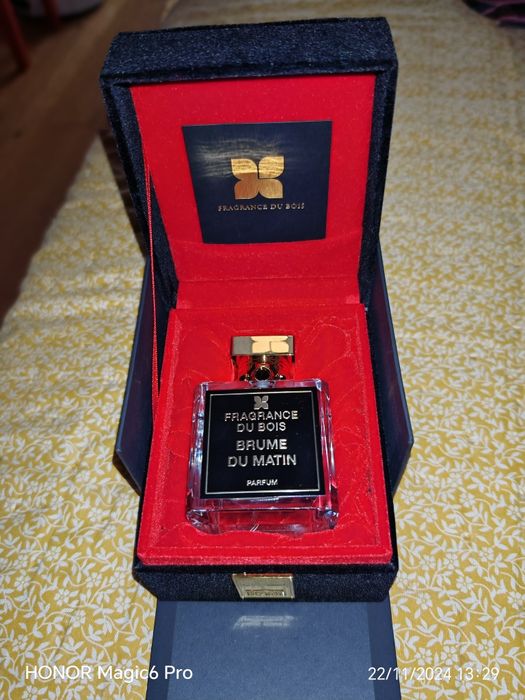 FRAGRANCE DU BOIS
FRAGRANCE
DU BOIS
BRUME
DU MATIN
PARFUM
HONOR Magic6 Pro
22/11/2024 13:29